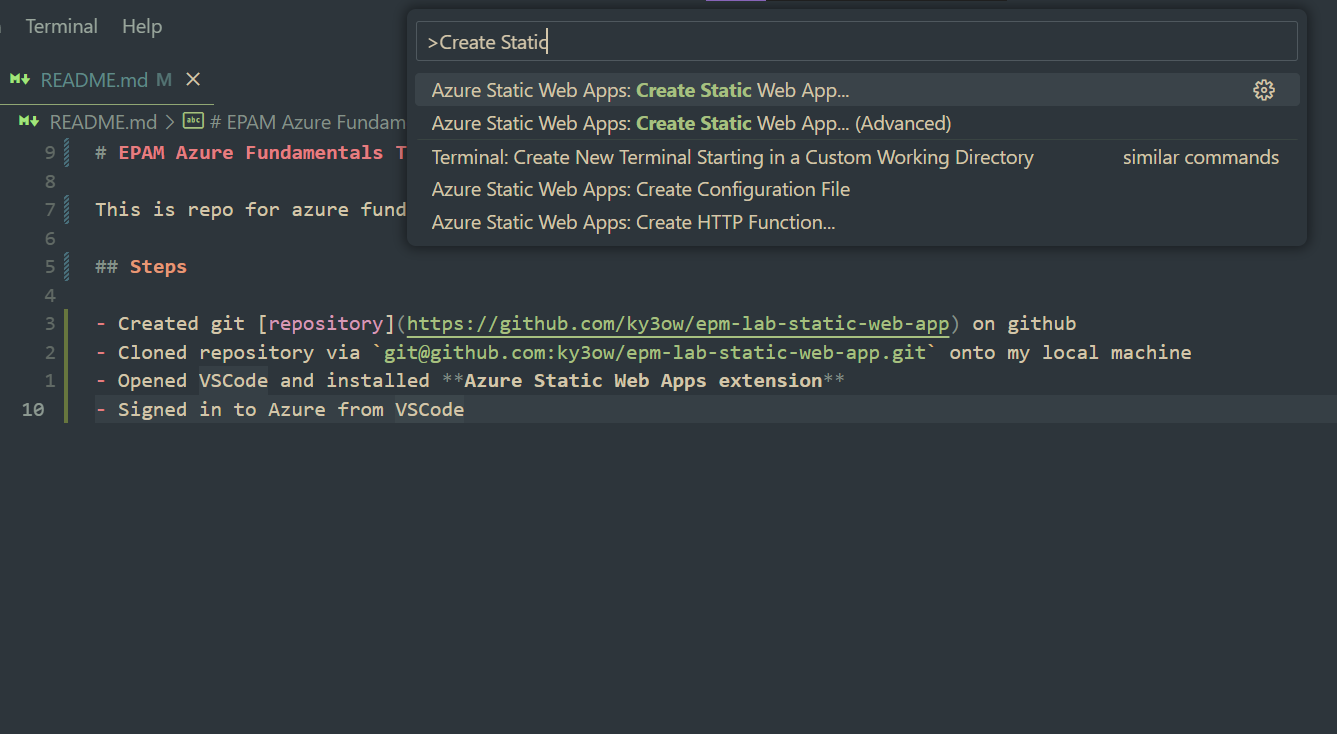 Terminal Help
>Create Static
README.md M
Azure Static Web Apps: Create Static Web App...
Azure Static Web Apps: Create Static Web App... (Advanced)
Terminal: Create New Terminal Starting in a Custom Working Directory similar commands
Azure Static Web Apps: Create Configuration File
Azure Static Web Apps: Create HTTP Function...
README.md > abc # EPAM Azure Fundam
9 # EPAM Azure Fundamentals T
8
7 This is repo for azure fund
6
5 ## Steps
4
3 - Created git [repository](https://github.com/ky3ow/epm-lab-static-web-app) on github
2 - Cloned repository via `git@github.com:ky3ow/epm-lab-static-web-app.git` onto my local machine
1 - Opened VSCode and installed **Azure Static Web Apps extension**
10 - Signed in to Azure from VSCode